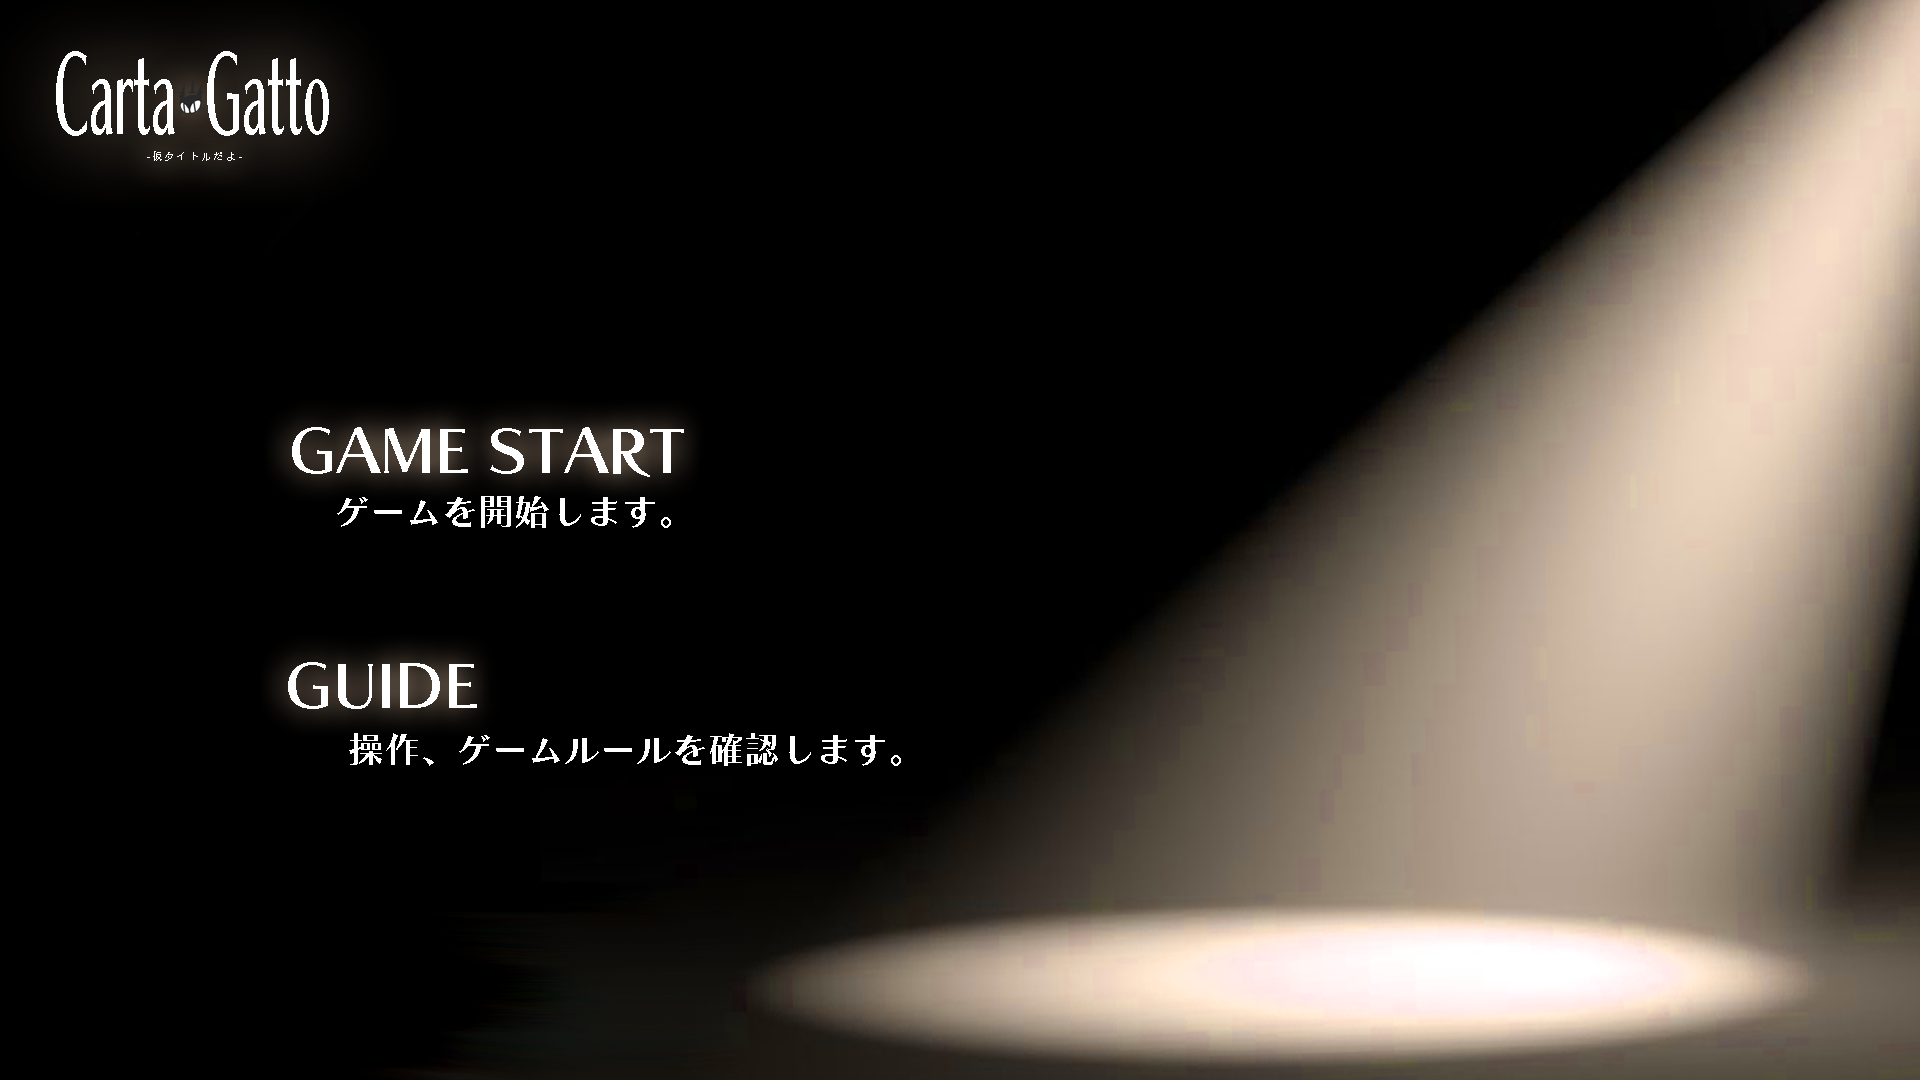 Carta Gatto
-仮タイトルだよ-
GAME START
ゲームを開始します。
GUIDE
操作、ゲームルールを確認します。